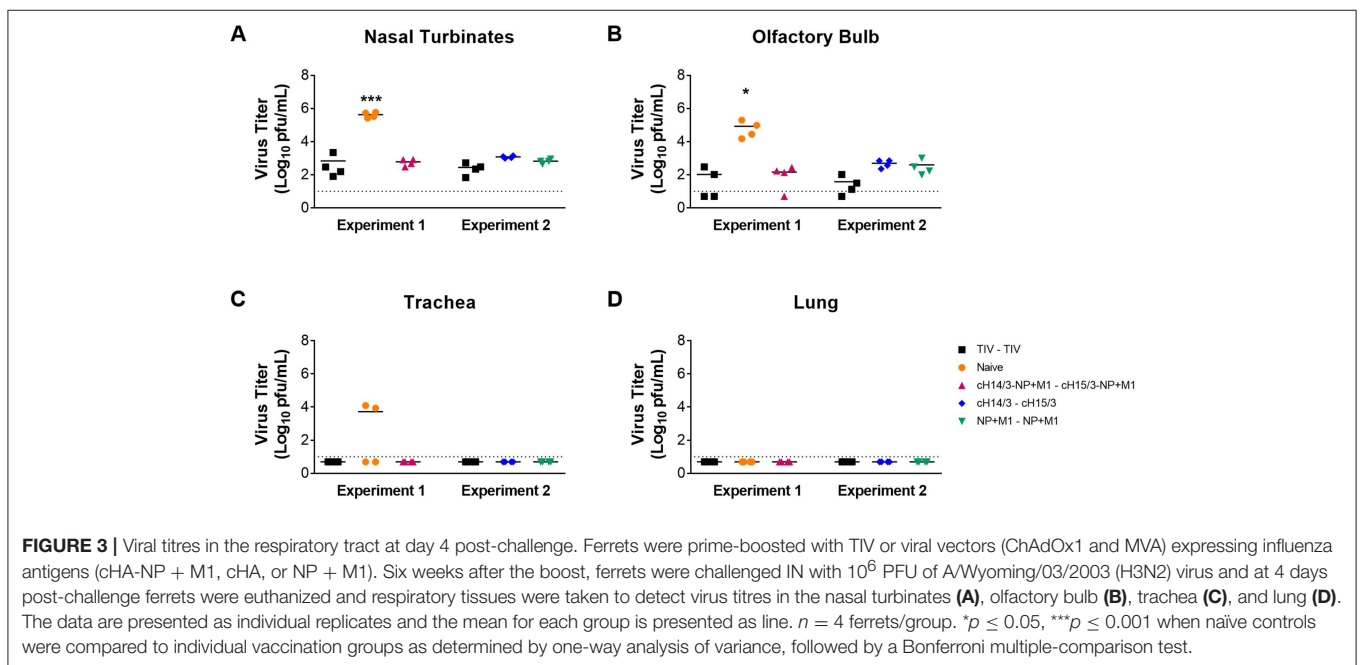 A
Nasal Turbinates
Virus Titer
(Log10 pfu/mL)
8
6
4
2
0
***
Experiment 1
Experiment 2
B
Olfactory Bulb
Virus Titer
(Log10 pfu/mL)
8
6
4
2
0
*
Experiment 1
Experiment 2
C
Trachea
Virus Titer
(Log10 pfu/mL)
8
6
4
2
0
Experiment 1
Experiment 2
D
Lung
Virus Titer
(Log10 pfu/mL)
8
6
4
2
0
Experiment 1
Experiment 2
TIV - TIV
Naive
cH14/3-NP+M1 - cH15/3-NP+M1
cH14/3 - cH15/3
NP+M1 - NP+M1
FIGURE 3 | Viral titres in the respiratory tract at day 4 post-challenge. Ferrets were prime-boosted with TIV or viral vectors (ChAdOx1 and MVA) expressing influenza
antigens (cHA-NP + M1, cHA, or NP + M1). Six weeks after the boost, ferrets were challenged IN with 10⁶ PFU of A/Wyoming/03/2003 (H3N2) virus and at 4 days
post-challenge ferrets were euthanized and respiratory tissues were taken to detect virus titres in the nasal turbinates (A), olfactory bulb (B), trachea (C), and lung (D).
The data are presented as individual replicates and the mean for each group is presented as line. n = 4 ferrets/group. *p ≤ 0.05, ***p ≤ 0.001 when naïve controls
were compared to individual vaccination groups as determined by one-way analysis of variance, followed by a Bonferroni multiple-comparison test.